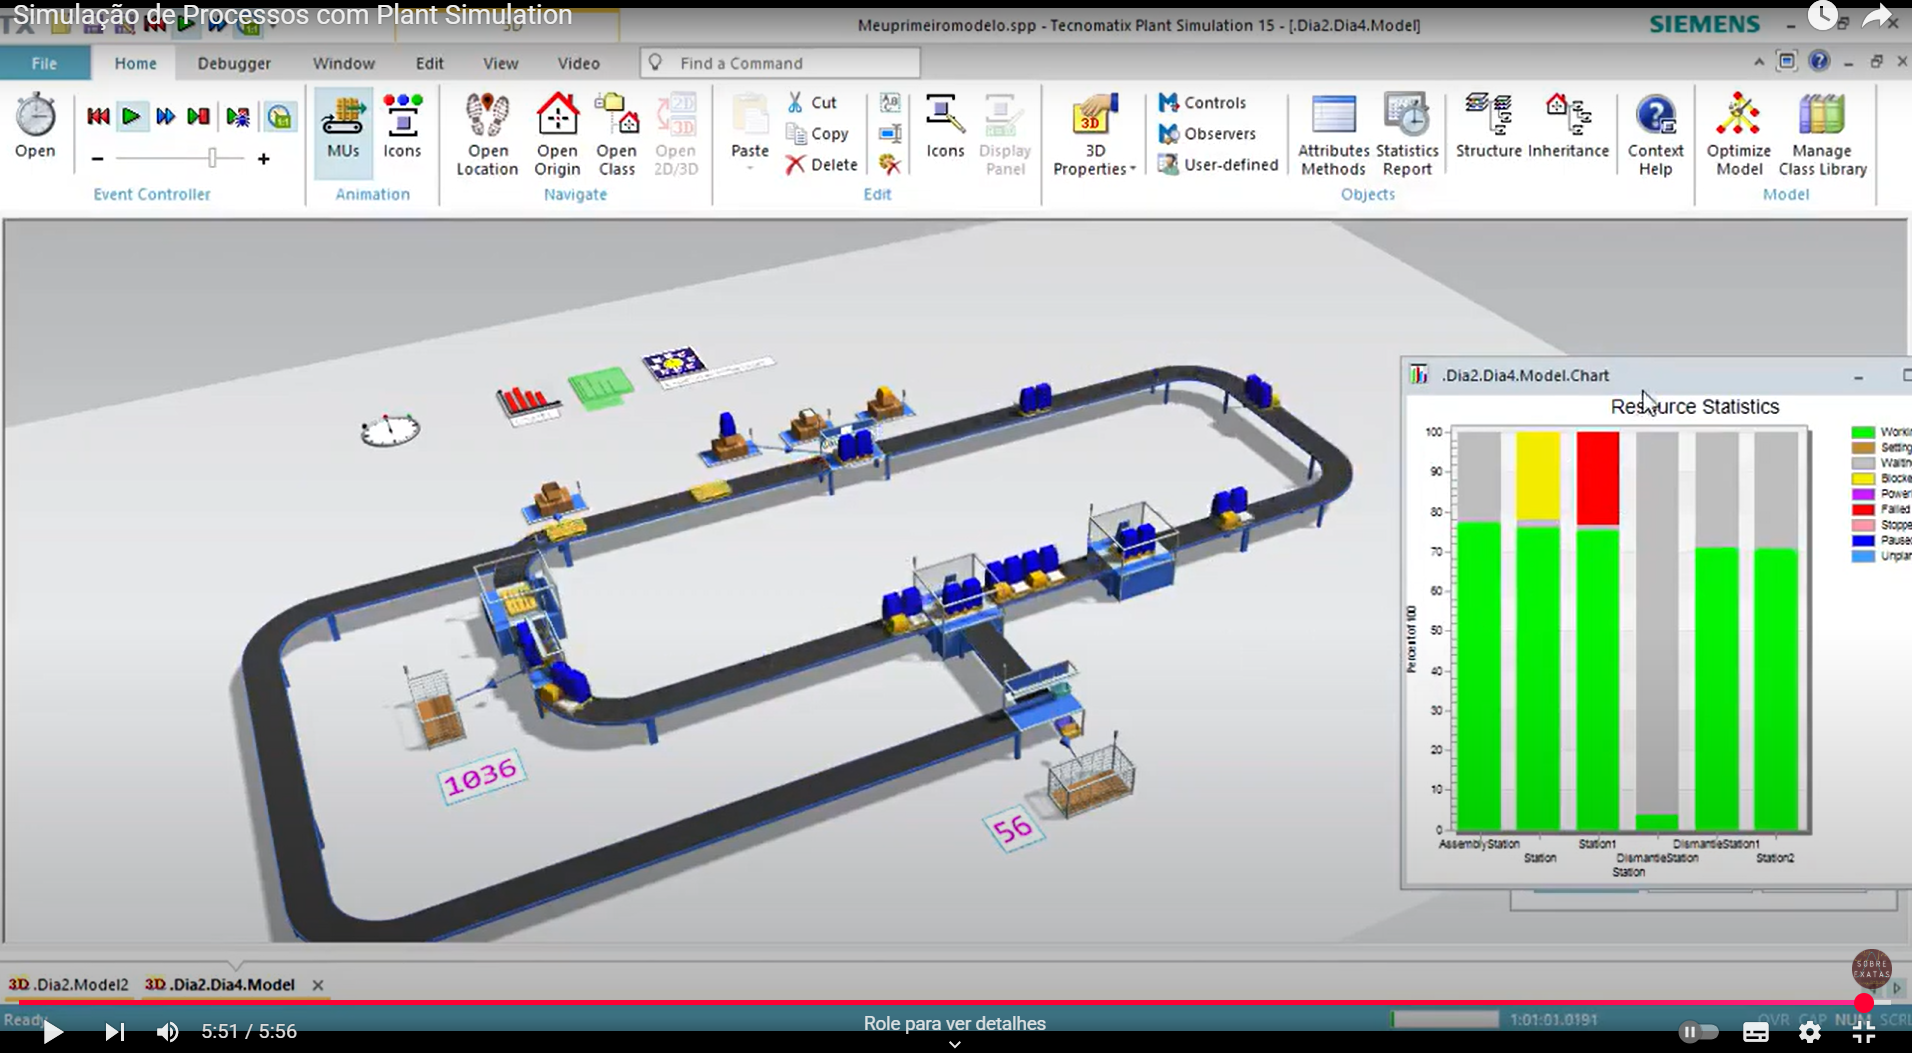 Simulação de Processos com Plant Simulation
3D
Meuprimeiromodelo.spp - Tecnomatix Plant Simulation 15 - [.Dia2.Dia4.Model]
SIEMENS
File
Home
Debugger
Window
Edit
View
Video
Find a Command
Open
Event Controller
MUs
Icons
Animation
Open Location
Open Origin
Open Class
Open 2D/3D
Navigate
Paste
Cut
Copy
Delete
Icons
Display Panel
Edit
3D Properties
Controls
Observers
User-defined
Attributes Methods
Statistics Report
Structure
Inheritance
Objects
Context Help
Optimize Model
Manage Class Library
Model
.Dia2.Dia4.Model.Chart
Resource Statistics
100
90
80
70
60
50
40
30
20
10
0
Percent of 100
AssemblyStation
Station
Station1
DismantleStation
DismantleStation1
Station2
Station
Workin
Setting
Waitin
Blocke
Power
Failed
Stoppe
Pause
Unplan
1036
56
3D .Dia2.Model2
3D .Dia2.Dia4.Model
SOBRE
EXATAS
Ready
5:51 / 5:56
Role para ver detalhes
1:01:01.0191
OVR CAP NUM SCRL